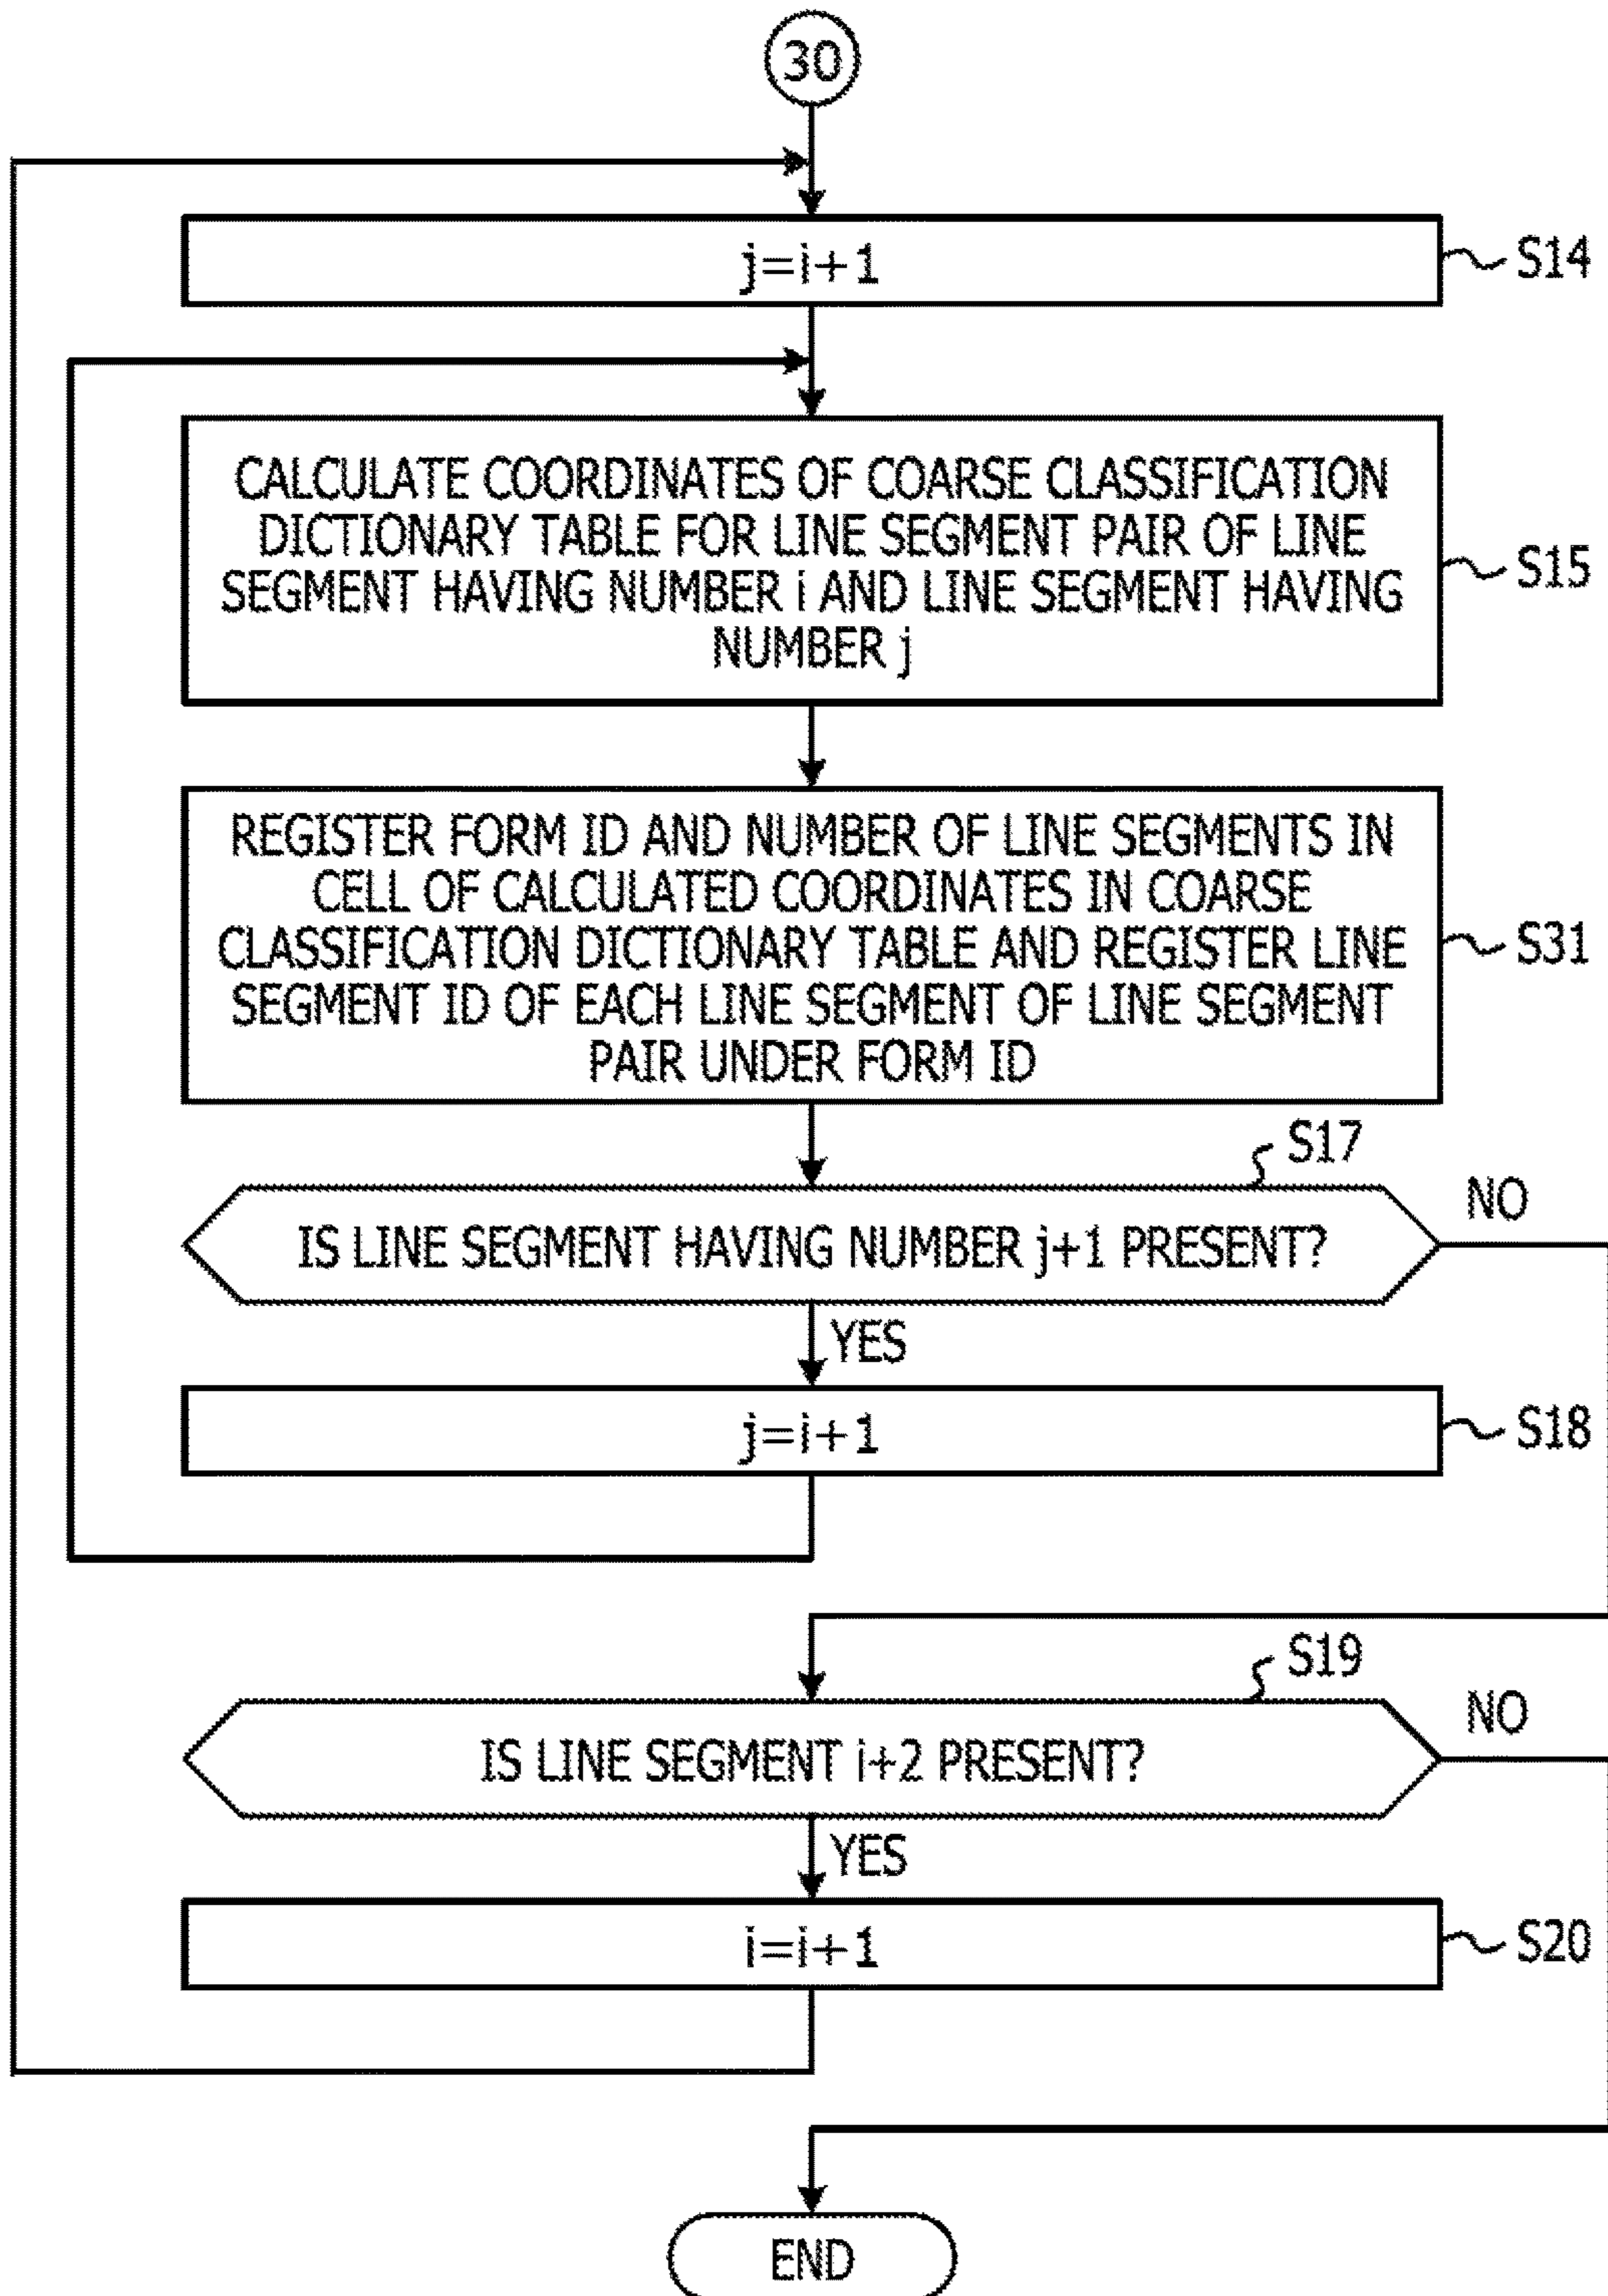 30
j=i+1
S14
CALCULATE COORDINATES OF COARSE CLASSIFICATION
DICTIONARY TABLE FOR LINE SEGMENT PAIR OF LINE
SEGMENT HAVING NUMBER i AND LINE SEGMENT HAVING
NUMBER j
S15
REGISTER FORM ID AND NUMBER OF LINE SEGMENTS IN
CELL OF CALCULATED COORDINATES IN COARSE
CLASSIFICATION DICTIONARY TABLE AND REGISTER LINE
SEGMENT ID OF EACH LINE SEGMENT OF LINE SEGMENT
PAIR UNDER FORM ID
S31
S17
IS LINE SEGMENT HAVING NUMBER j+1 PRESENT?
NO
YES
j=i+1
S18
S19
IS LINE SEGMENT i+2 PRESENT?
NO
YES
i=i+1
S20
END